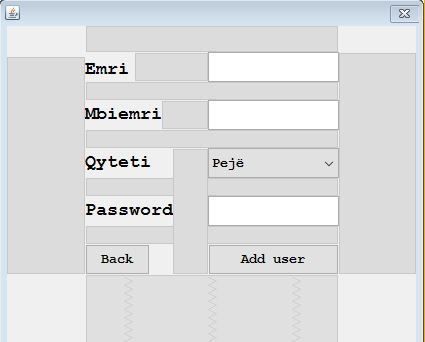 Emri
Mbiemri
Qyteti Pejë
Password
Back Add user